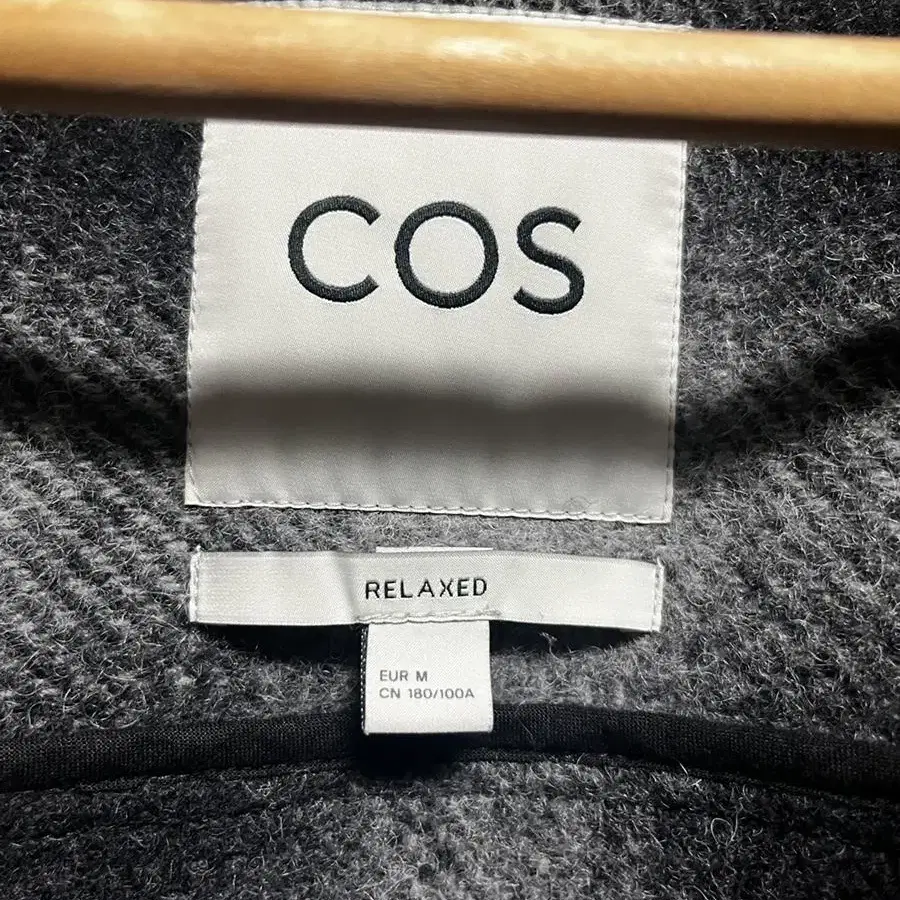 COS
RELAXED
EUR M
CN 180/100A